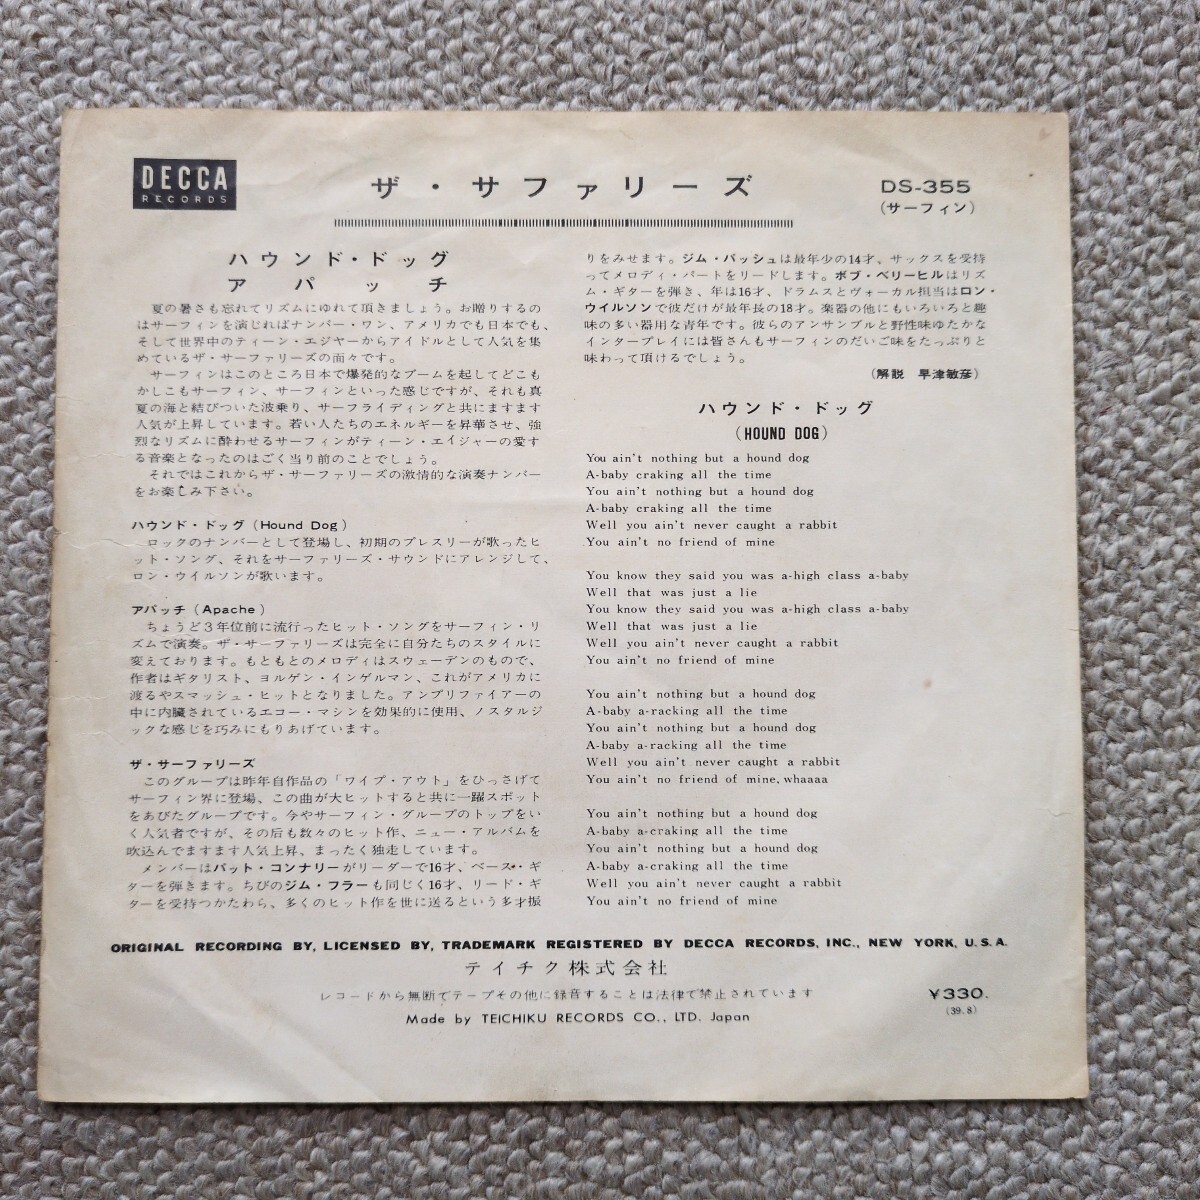 DECCA
RECORDS
ザ・サファリーズ
DS-355
(サーフィン)
ハウンド・ドッグ
アパッチ
夏の暑さも忘れてリズムにゆれて頂きましょう。お贈りするの
はサーフィンを演じればナンバー・ワン、アメリカでも日本でも、
そして世界中のティーン・エジヤーからアイドルとして人気を集
めているザ・サーファリーズの面々です。
サーフィンはこのところ日本で爆発的なブームを起してどこも
かしこもサーフィン、サーフィンといった感じですが、それも真
夏の海と結びついた波乗り、サーフライディングと共にますます
人気が上昇しています。若い人たちのエネルギーを昇華させ、強
烈なリズムに酔わせるサーフィンがティーン・エイジャーの愛す
る音楽となったのはごく当り前のことでしょう。
それではこれからザ・サーファリーズの激情的な演奏ナンバー
をお楽しみ下さい。
ハウンド・ドッグ(Hound Dog)
ロックのナンバーとして登場し、初期のプレスリーが歌ったヒ
ット・ソング、それをサーファリーズ・サウンドにアレンジして、
ロン・ウイルソンが歌います。
アパッチ(Apache)
ちょうど3年位前に流行ったヒット・ソングをサーフィン・リ
ズムで演奏。ザ・サーファリーズは完全に自分たちのスタイルに
変えております。もともとのメロディはスウェーデンのもので、
作者はギタリスト、ヨルゲン・インゲルマン、これがアメリカに
渡るやスマッシュ・ヒットとなりました。アンプリファイアーの
中に内臓されているエコー・マシンを効果的に使用、ノスタルジ
ックな感じを巧みにもりあげています。
ザ・サーファリーズ
このグループは昨年自作品の「ワイプ・アウト」をひっさげて
サーフィン界に登場、この曲が大ヒットすると共に一躍スポット
をあびたグループです。今やサーフィン・グループのトップをい
く人気者ですが、その后も数々のヒット作、ニュー・アルバムを
吹込んでますます人気上昇、まったく独走しています。
メンバーはパット・コンナリーがリーダーで16才、ベース・ギ
ターを弾きます。ちびのジム・フラーも同じく16才、リード・ギ
ターを受持つかたわら、多くのヒット作を世に送るという多才振
りをみせます。ジム・パッシュは最年少の14才、サックスを受持
ってメロディ・パートをリードします。ボブ・ベリーヒルはリズ
ム・ギターを弾き、年は16才、ドラムスとヴォーカル担当はロン・
ウイルソンで彼だけが最年長の18才。楽器の他にもいろいろと趣
味の多い器用な青年です。彼らのアンサンブルと野性味ゆたかな
インタープレイには皆さんもサーフィンのだいご味をたっぷりと
味わって頂けるでしょう。
(解説 早津敏彦)
ハウンド・ドッグ
(HOUND DOG)
You ain't nothing but a hound dog
A-baby craking all the time
You ain't nothing but a hound dog
A-baby craking all the time
Well you ain't never caught a rabbit
You ain't no friend of mine
You know they said you was a-high class a-baby
Well that was just a lie
You know they said you was a-high class a-baby
Well that was just a lie
Well you ain't never caught a rabbit
You ain't no friend of mine
You ain't nothing but a hound dog
A-baby a-racking all the time
You ain't nothing but a hound dog
A-baby a-racking all the time
Well you ain't never caught a rabbit
You ain't no friend of mine, whaaaa
You ain't nothing but a hound dog
A-baby a-craking all the time
You ain't nothing but a hound dog
A-baby a-craking all the time
Well you ain't never caught a rabbit
You ain't no friend of mine
ORIGINAL RECORDING BY, LICENSED BY, TRADEMARK REGISTERED BY DECCA RECORDS, INC., NEW YORK, U.S.A.
テイチク株式会社
レコードから無断でテープその他に録音することは法律で禁止されています
¥330.
(39.8)
Made by TEICHIKU RECORDS CO., LTD. Japan